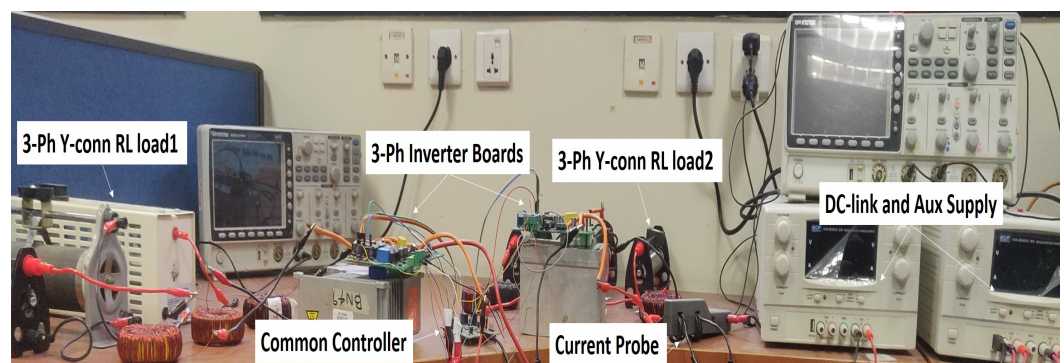 3-Ph Y-conn RL load1
3-Ph Inverter Boards
3-Ph Y-conn RL load2
DC-link and Aux Supply
BN49
Common Controller
Current Probe